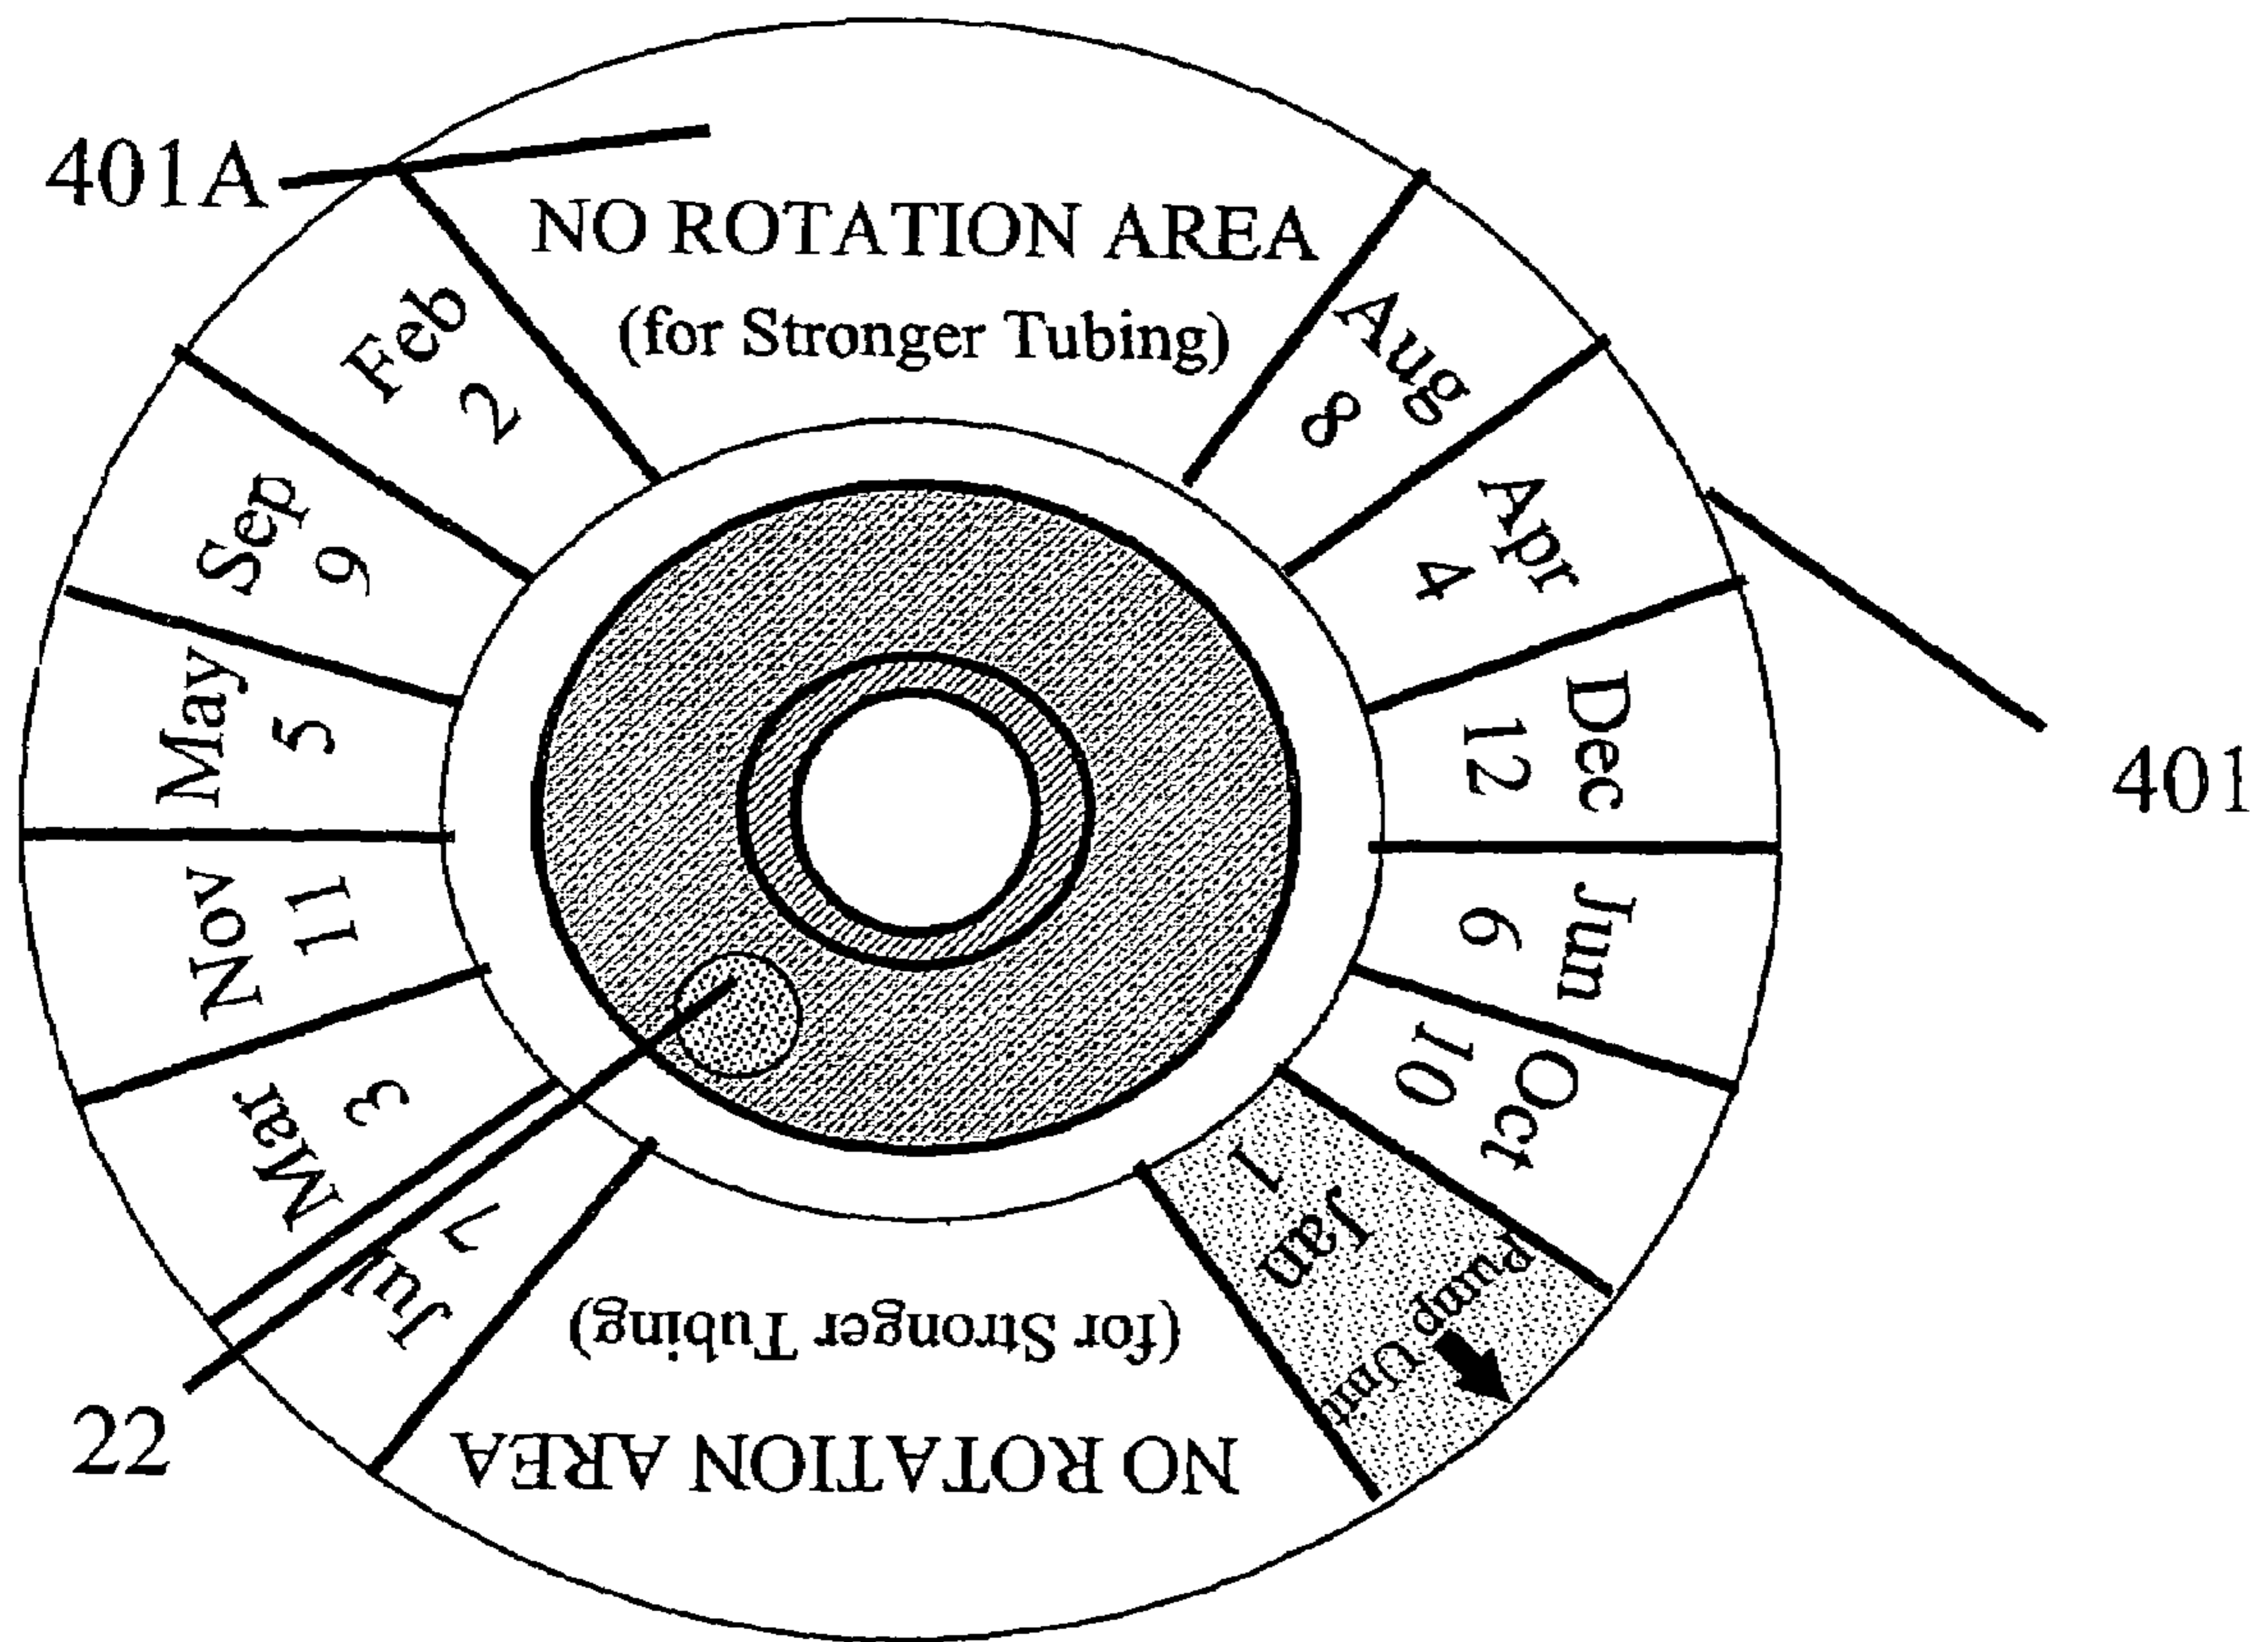 401A
NO ROTATION AREA
(for Stronger Tubing)
Aug
8
Apr
4
Dec
12
401
Jun
6
Oct
10
Jan
1
Pump Unit
NO ROTATION AREA
(for Stronger Tubing)
Jul
7
22
Mar
3
Nov
11
May
5
Sep
9
Feb
2